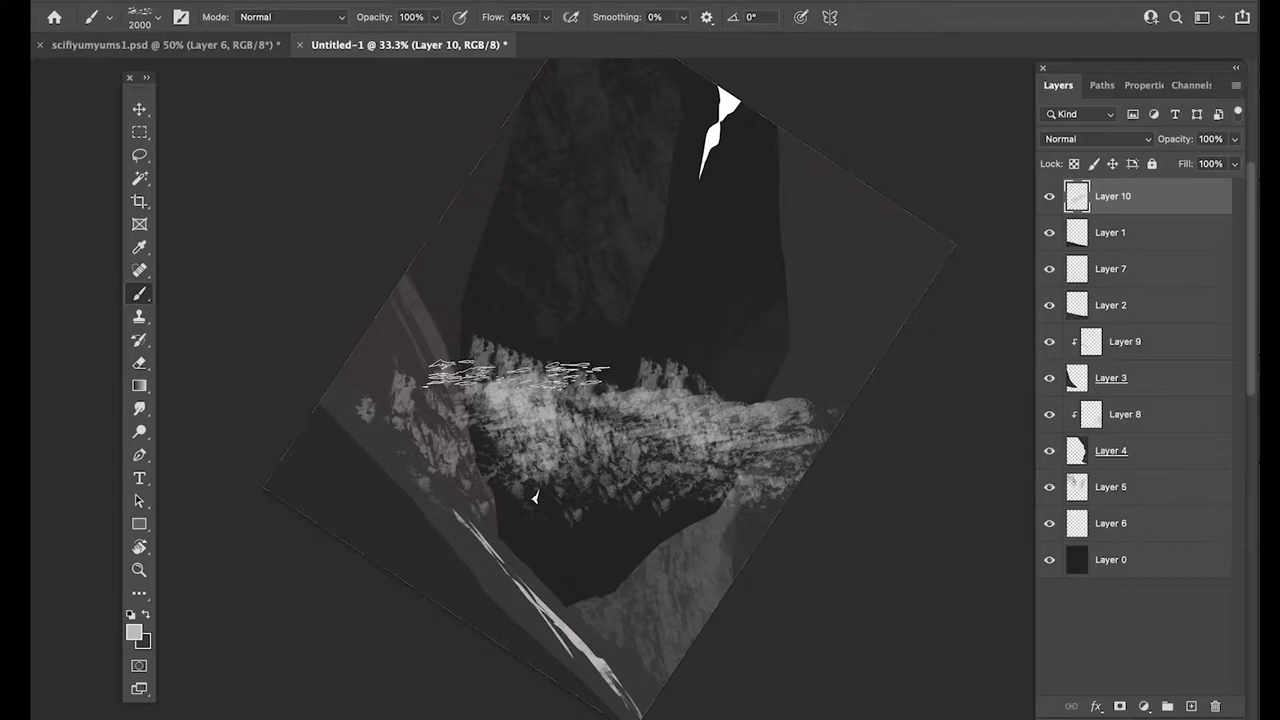 Mode: Normal Opacity: 100% Flow: 45% Smoothing: 0% 0°
2000
× scifiyumyums1.psd @ 50% (Layer 6, RGB/8*) * × Untitled-1 @ 33.3% (Layer 10, RGB/8) *
Layers Paths Properti Channels
Kind
Normal Opacity: 100%
Lock: Fill: 100%
Layer 10
Layer 1
Layer 7
Layer 2
Layer 9
Layer 3
Layer 8
Layer 4
Layer 5
Layer 6
Layer 0
fx